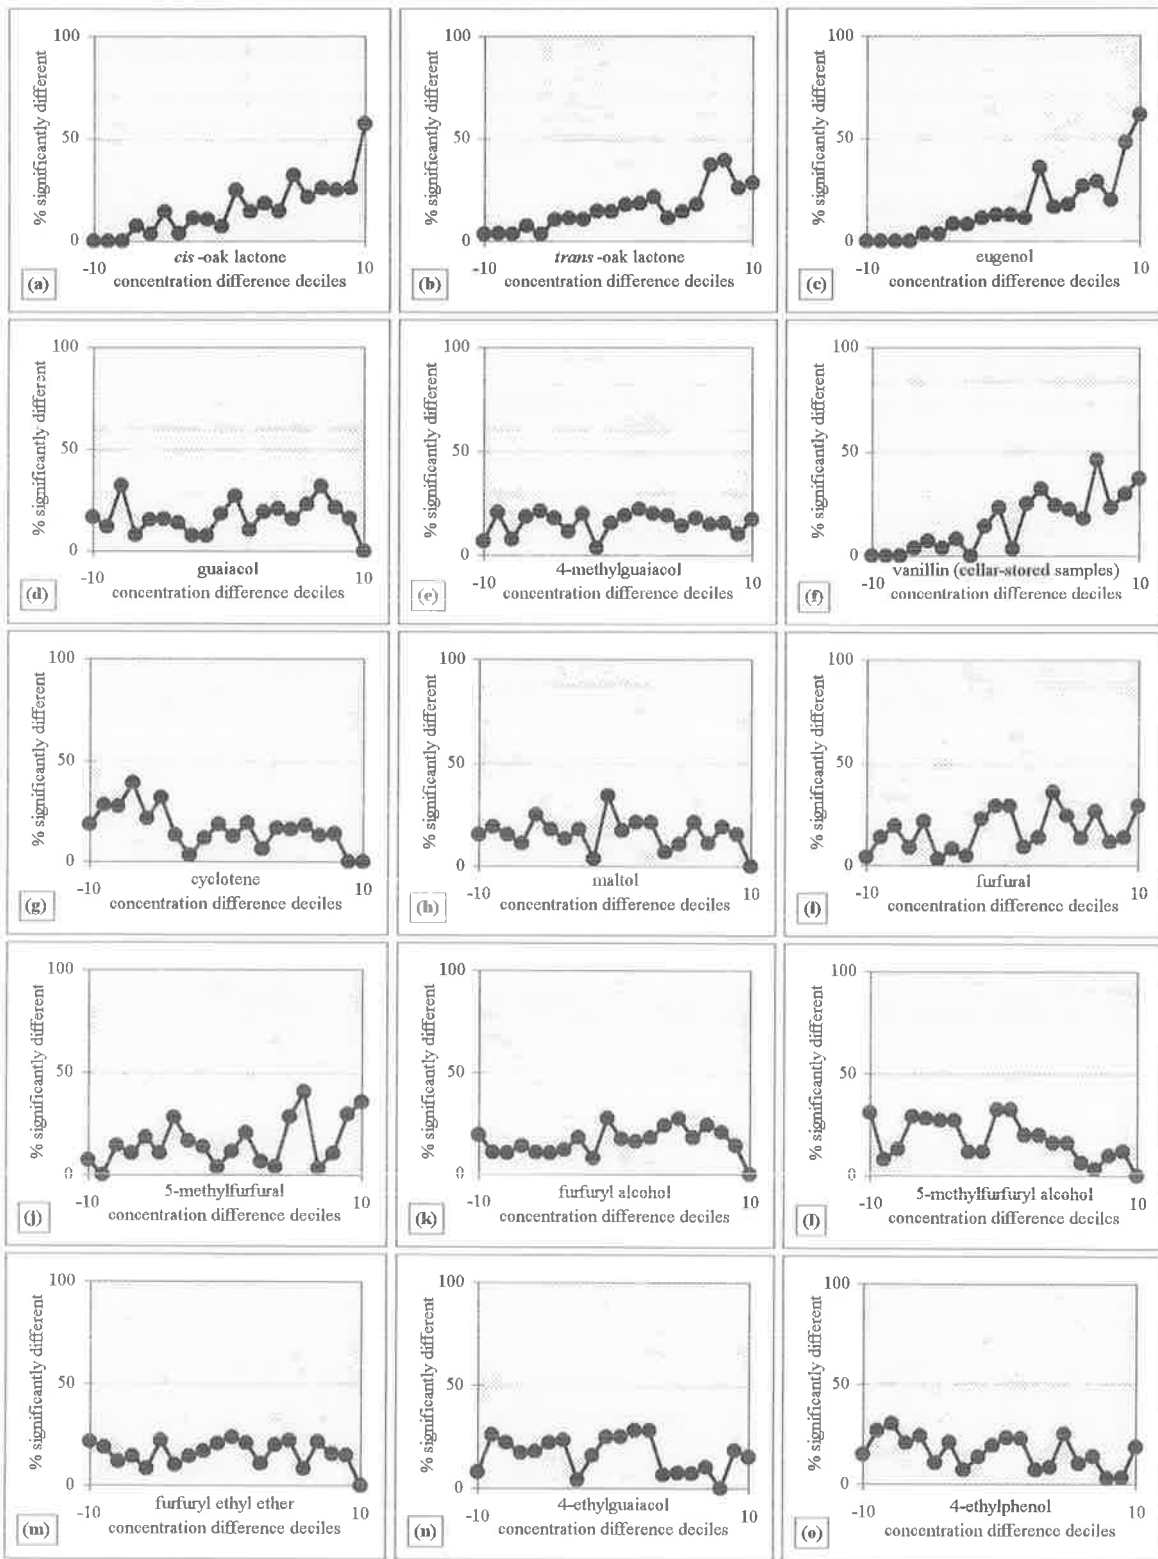 % significantly different
100
50
0
-10
10
cis -oak lactone
concentration difference deciles
(a)
% significantly different
100
50
0
-10
10
trans -oak lactone
concentration difference deciles
(b)
% significantly different
100
50
0
-10
10
eugenol
concentration difference deciles
(c)
% significantly different
100
50
0
-10
10
guaiacol
concentration difference deciles
(d)
% significantly different
100
50
0
-10
10
4-methylguaiacol
concentration difference deciles
(e)
% significantly different
100
50
0
-10
10
vanillin (cellar-stored samples)
concentration difference deciles
(f)
% significantly different
100
50
0
-10
10
cyclotene
concentration difference deciles
(g)
% significantly different
100
50
0
-10
10
maltol
concentration difference deciles
(h)
% significantly different
100
50
0
-10
10
furfural
concentration difference deciles
(i)
% significantly different
100
50
0
-10
10
5-methylfurfural
concentration difference deciles
(j)
% significantly different
100
50
0
-10
10
furfuryl alcohol
concentration difference deciles
(k)
% significantly different
100
50
0
-10
10
5-methylfurfuryl alcohol
concentration difference deciles
(l)
% significantly different
100
50
0
-10
10
furfuryl ethyl ether
concentration difference deciles
(m)
% significantly different
100
50
0
-10
10
4-ethylguaiacol
concentration difference deciles
(n)
% significantly different
100
50
0
-10
10
4-ethylphenol
concentration difference deciles
(o)